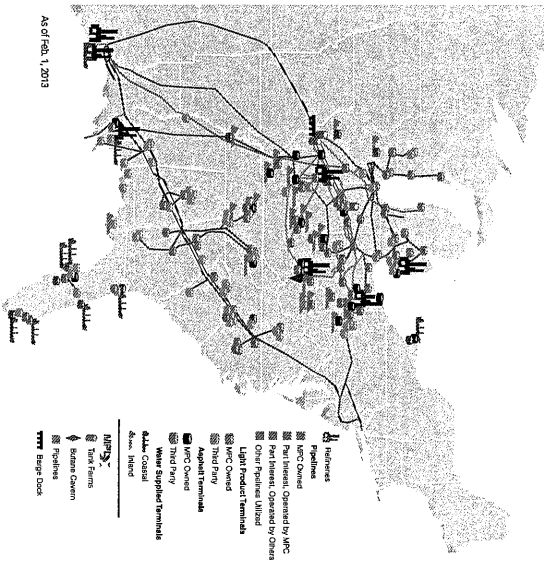 As of Feb. 1, 2013
Refineries
Pipelines
MPC Owned
Part Interest, Operated by MPC
Part Interest, Operated by Others
Other Pipelines Utilized
Light Product Terminals
MPC Owned
Third Party
Asphalt Terminals
MPC Owned
Third Party
Water Supplied Terminals
Coastal
Inland
MPLX
Tank Farms
Butane Cavern
Pipelines
Barge Dock